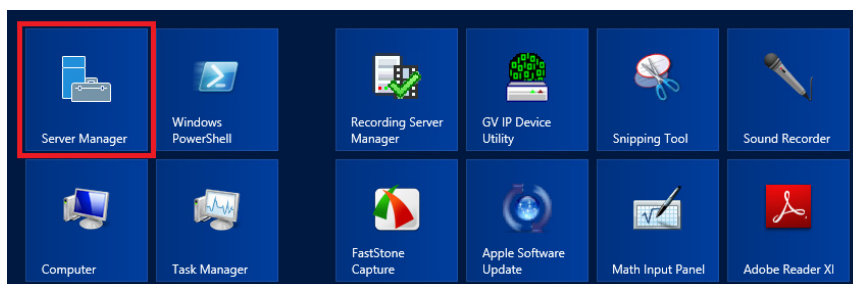 Server Manager
Windows
PowerShell
Recording Server
Manager
GV IP Device
Utility
Snipping Tool
Sound Recorder
Computer
Task Manager
FastStone
Capture
Apple Software
Update
Math Input Panel
Adobe Reader XI